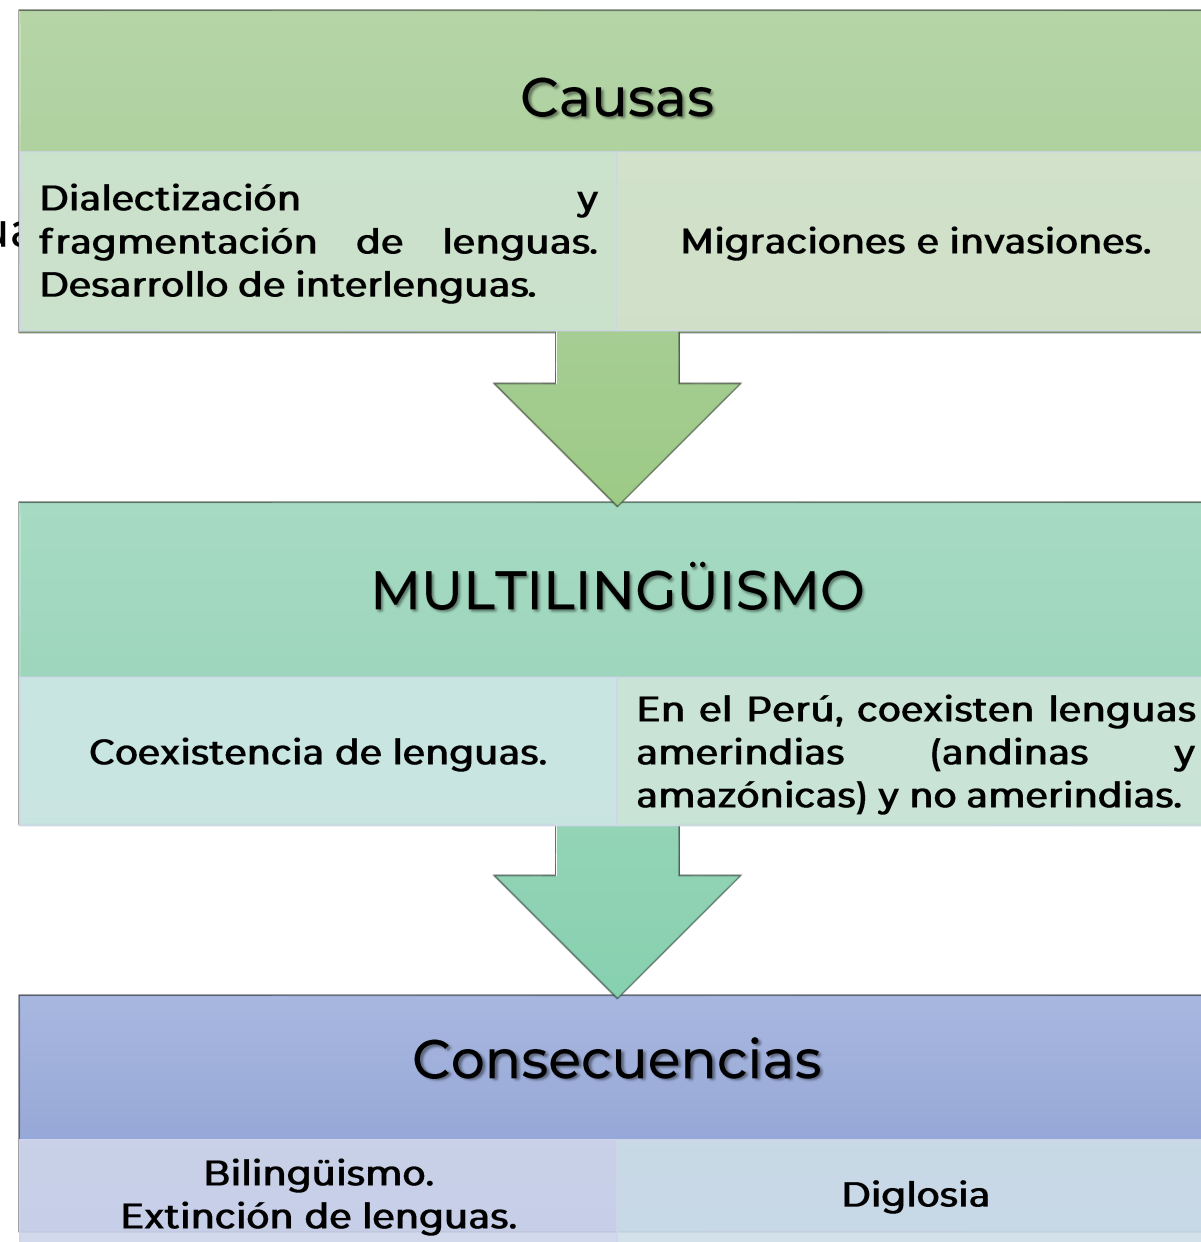 Causas
Dialectización y
fragmentación de lenguas.
Desarrollo de interlenguas.
Migraciones e invasiones.
MULTILINGÜISMO
Coexistencia de lenguas.
En el Perú, coexisten lenguas
amerindias (andinas y
amazónicas) y no amerindias.
Consecuencias
Bilingüismo.
Extinción de lenguas.
Diglosia